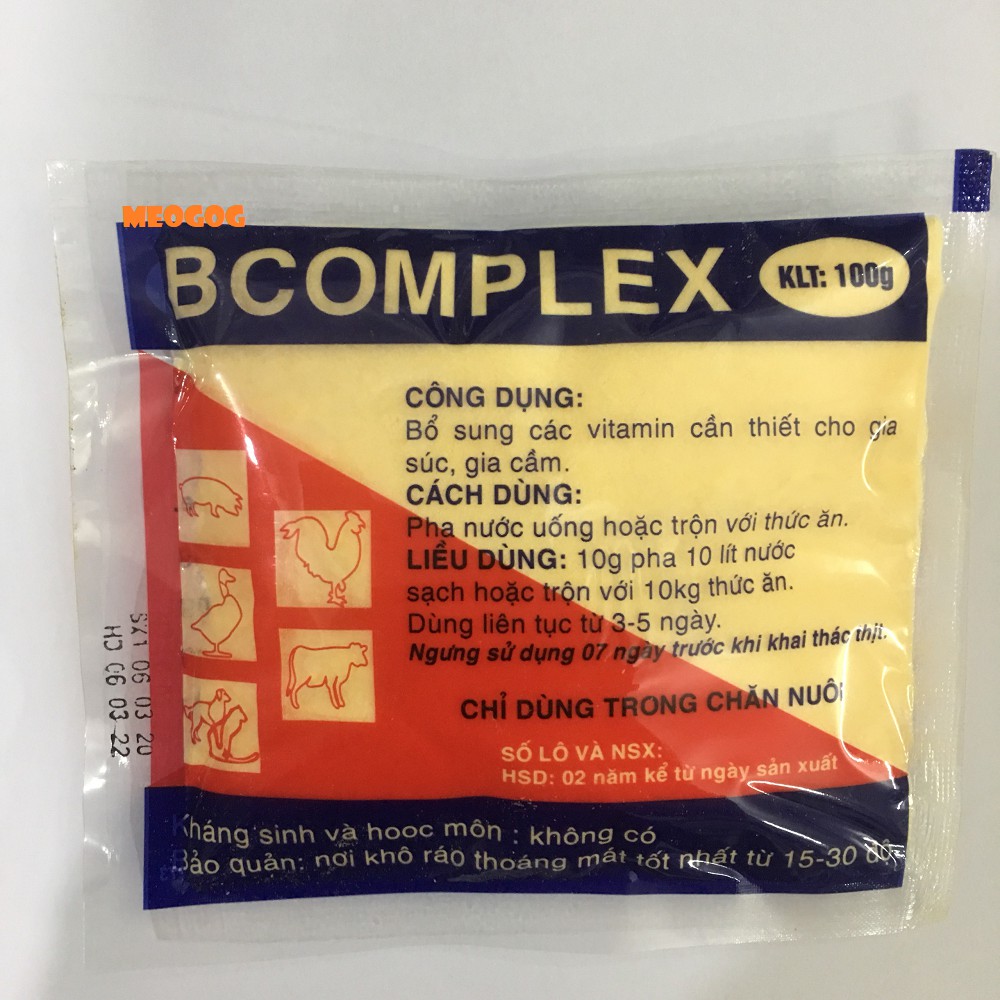 MEOGOG
BCOMPLEX
KLT: 100g
CÔNG DỤNG:
Bổ sung các vitamin cần thiết cho gia
súc, gia cầm.
CÁCH DÙNG:
Pha nước uống hoặc trộn với thức ăn.
LIỀU DÙNG: 10g pha 10 lít nước
sạch hoặc trộn với 10kg thức ăn.
Dùng liên tục từ 3-5 ngày.
Ngưng sử dụng 07 ngày trước khi khai thác thịt.
CHỈ DÙNG TRONG CHĂN NUÔI
SỐ LÔ VÀ NSX:
HSD: 02 năm kể từ ngày sản xuất
SX1 06 03 20
HD 06 03 22
Kháng sinh và hooc môn : không có
Bảo quản: nơi khô ráo thoáng mát tốt nhất từ 15-30 độ